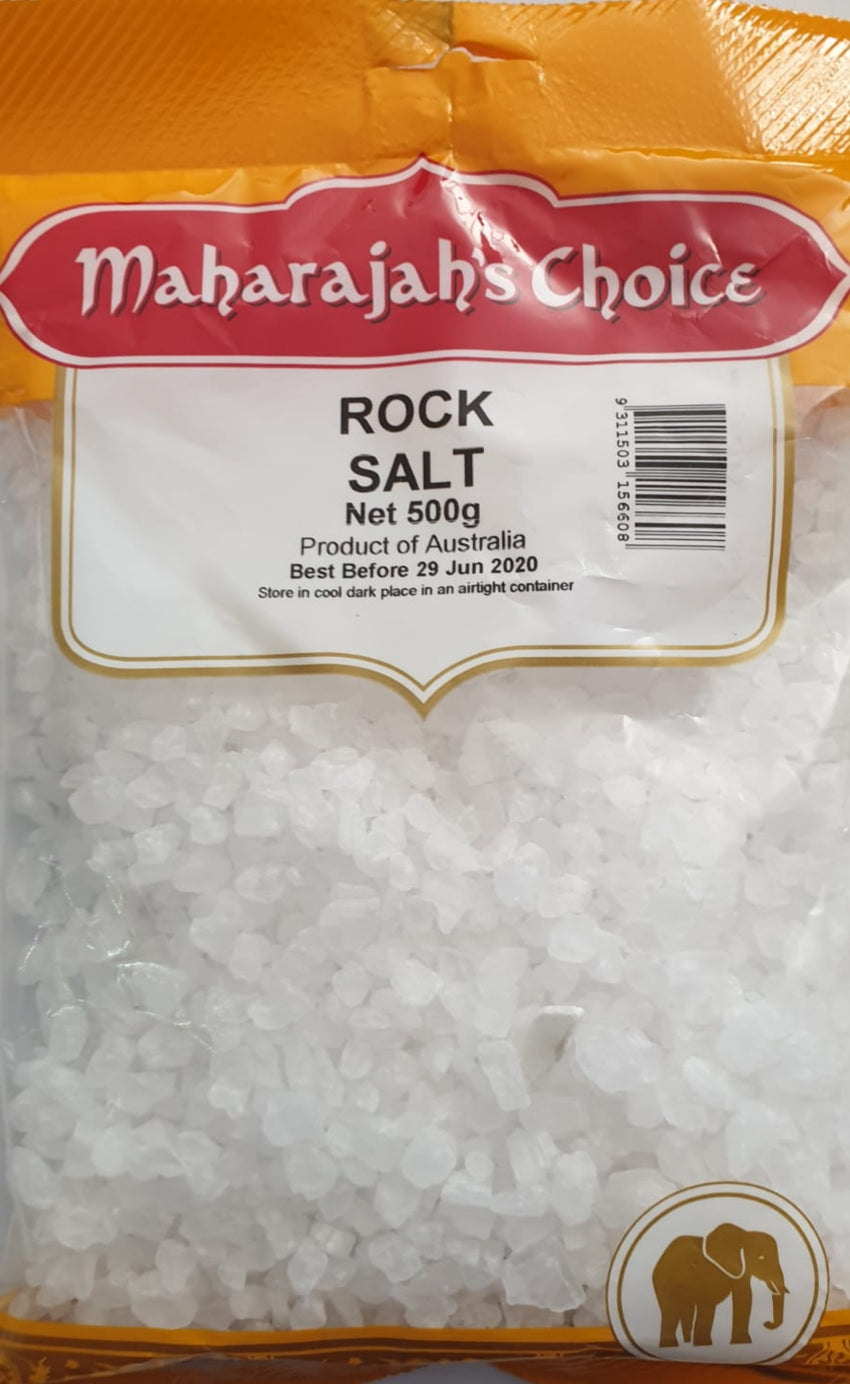 Maharajah's Choice
ROCK
SALT
Net 500g
Product of Australia
Best Before 29 Jun 2020
Store in cool dark place in an airtight container
9 311503 156608